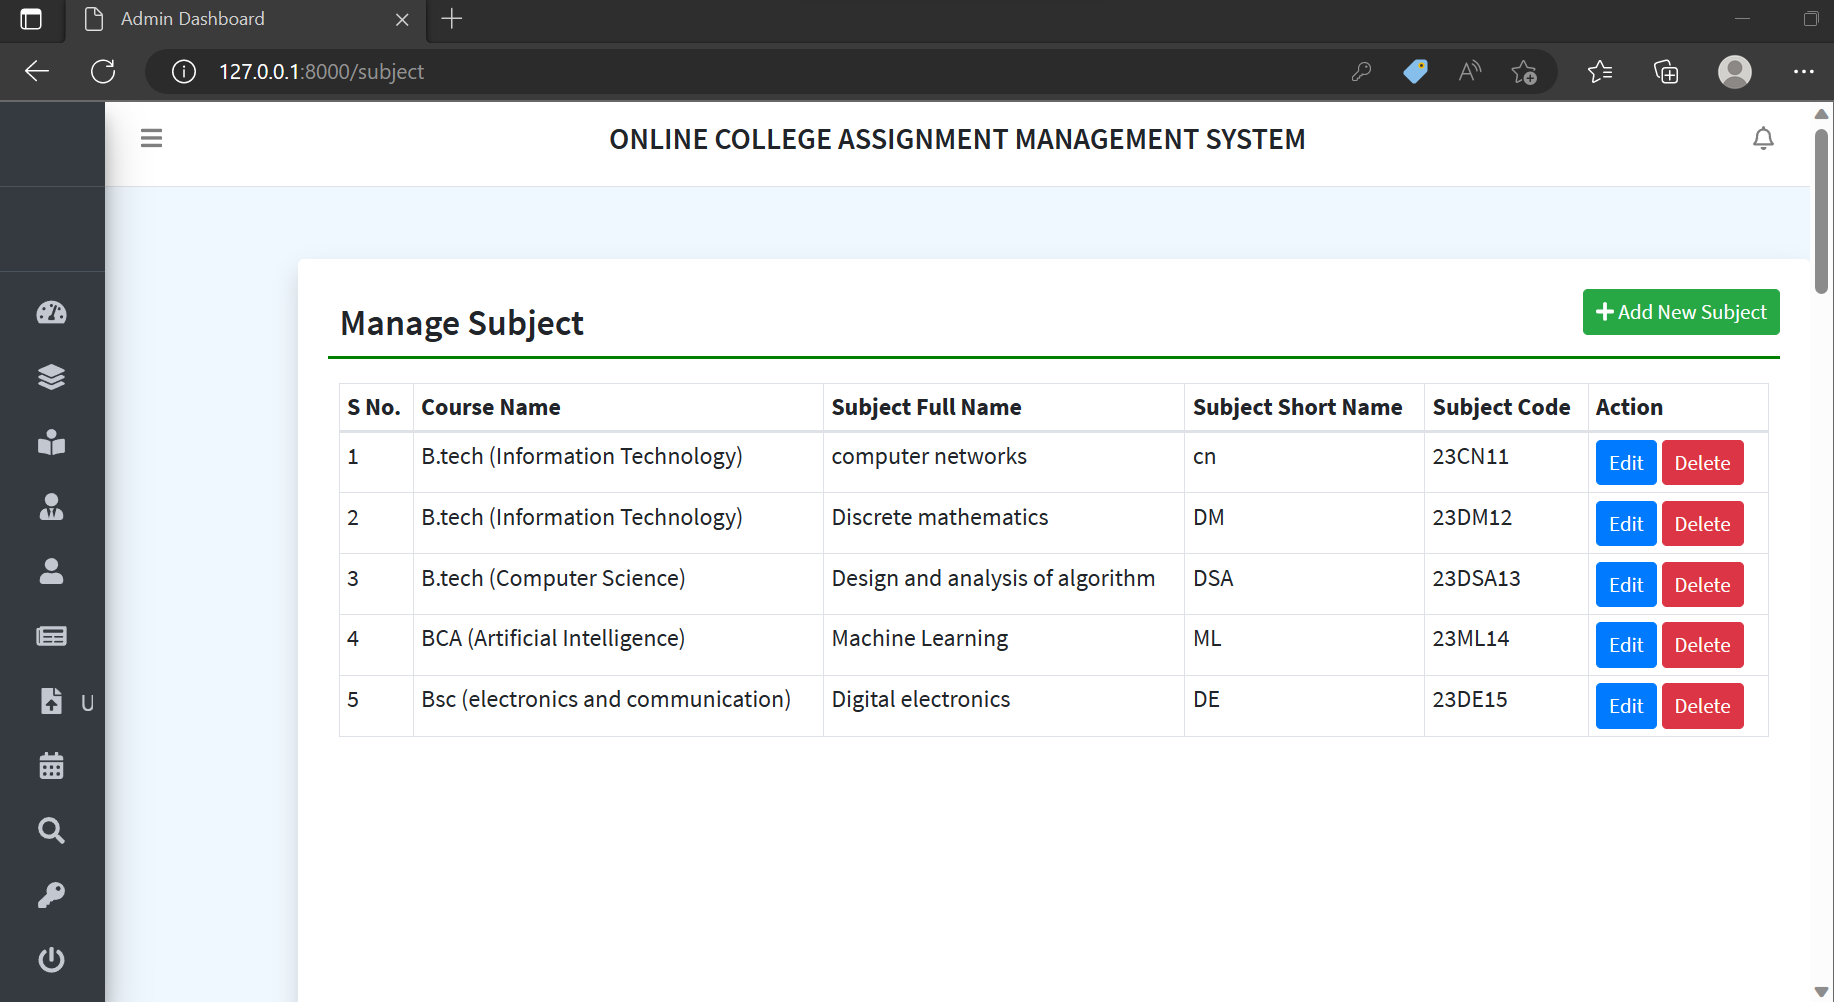 Admin Dashboard
127.0.0.1:8000/subject
ONLINE COLLEGE ASSIGNMENT MANAGEMENT SYSTEM
Manage Subject
Add New Subject
S No. Course Name Subject Full Name Subject Short Name Subject Code Action
1 B.tech (Information Technology) computer networks cn 23CN11 Edit Delete
2 B.tech (Information Technology) Discrete mathematics DM 23DM12 Edit Delete
3 B.tech (Computer Science) Design and analysis of algorithm DSA 23DSA13 Edit Delete
4 BCA (Artificial Intelligence) Machine Learning ML 23ML14 Edit Delete
5 Bsc (electronics and communication) Digital electronics DE 23DE15 Edit Delete
U